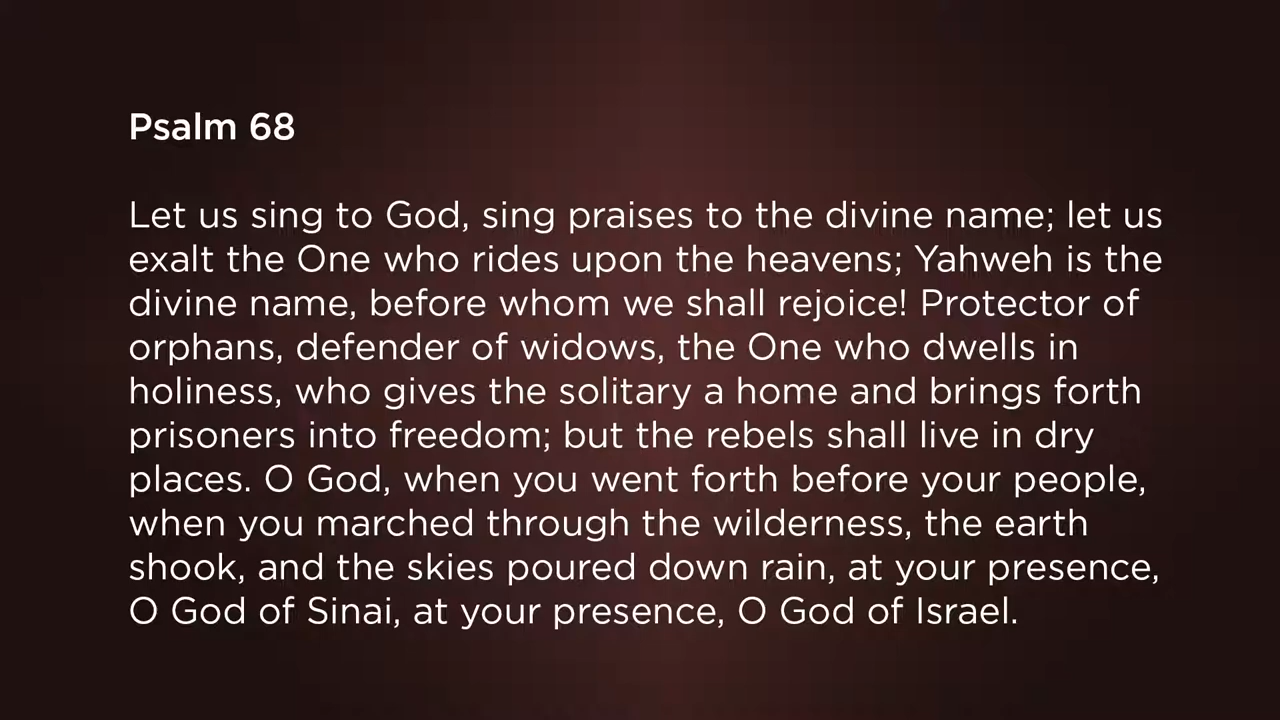 Psalm 68
Let us sing to God, sing praises to the divine name; let us
exalt the One who rides upon the heavens; Yahweh is the
divine name, before whom we shall rejoice! Protector of
orphans, defender of widows, the One who dwells in
holiness, who gives the solitary a home and brings forth
prisoners into freedom; but the rebels shall live in dry
places. O God, when you went forth before your people,
when you marched through the wilderness, the earth
shook, and the skies poured down rain, at your presence,
O God of Sinai, at your presence, O God of Israel.